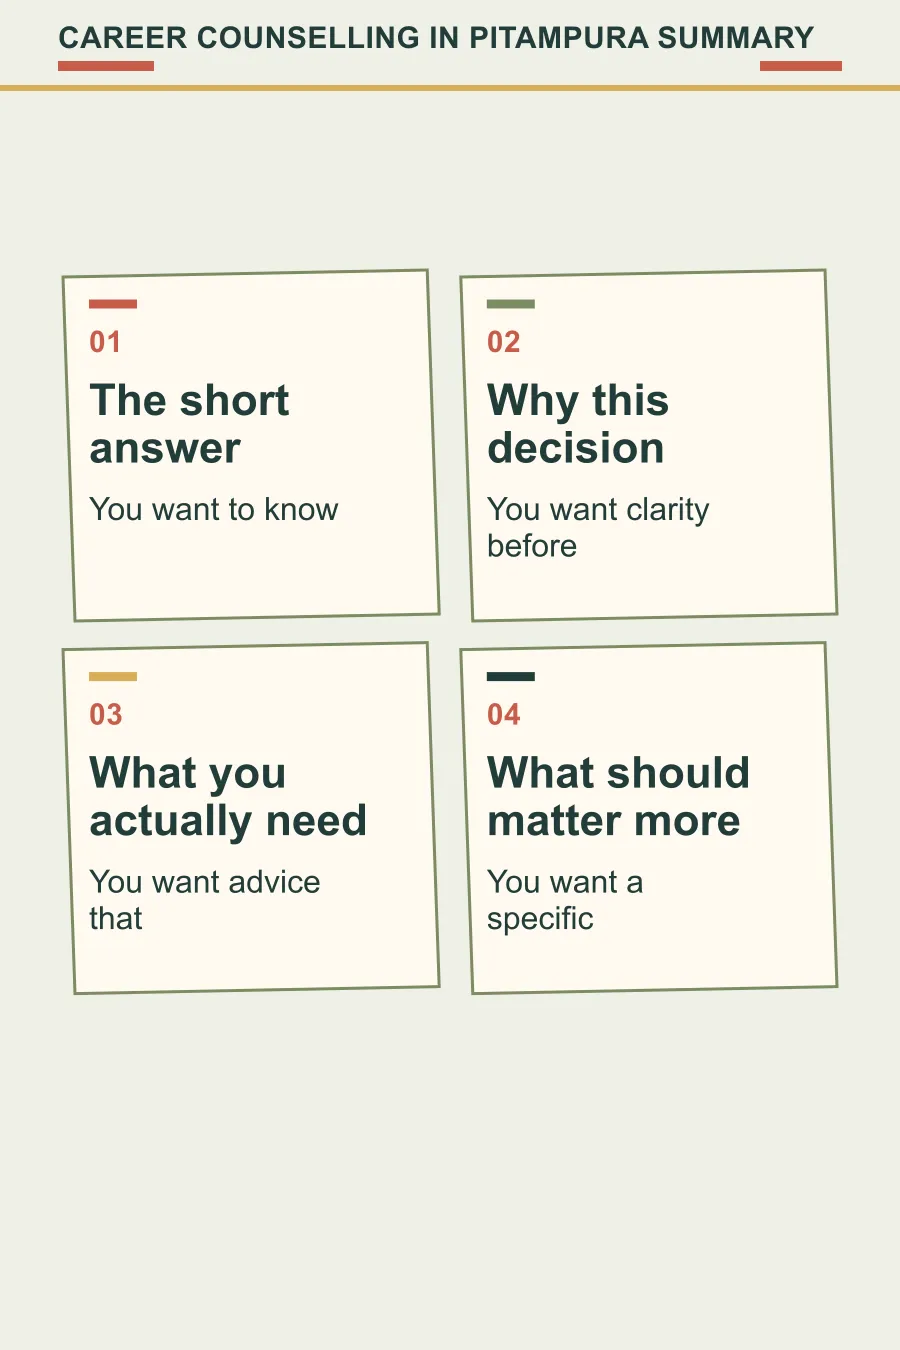 CAREER COUNSELLING IN PITAMPURA SUMMARY
01
The short
answer
You want to know
02
Why this
decision
You want clarity
before
03
What you
actually need
You want advice
that
04
What should
matter more
You want a
specific